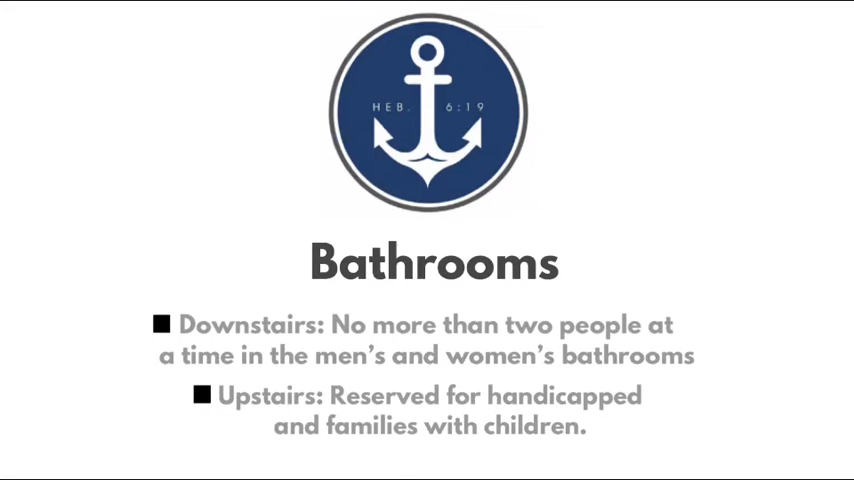 HEB. 6:19
Bathrooms
■ Downstairs: No more than two people at
a time in the men's and women's bathrooms
■ Upstairs: Reserved for handicapped
and families with children.